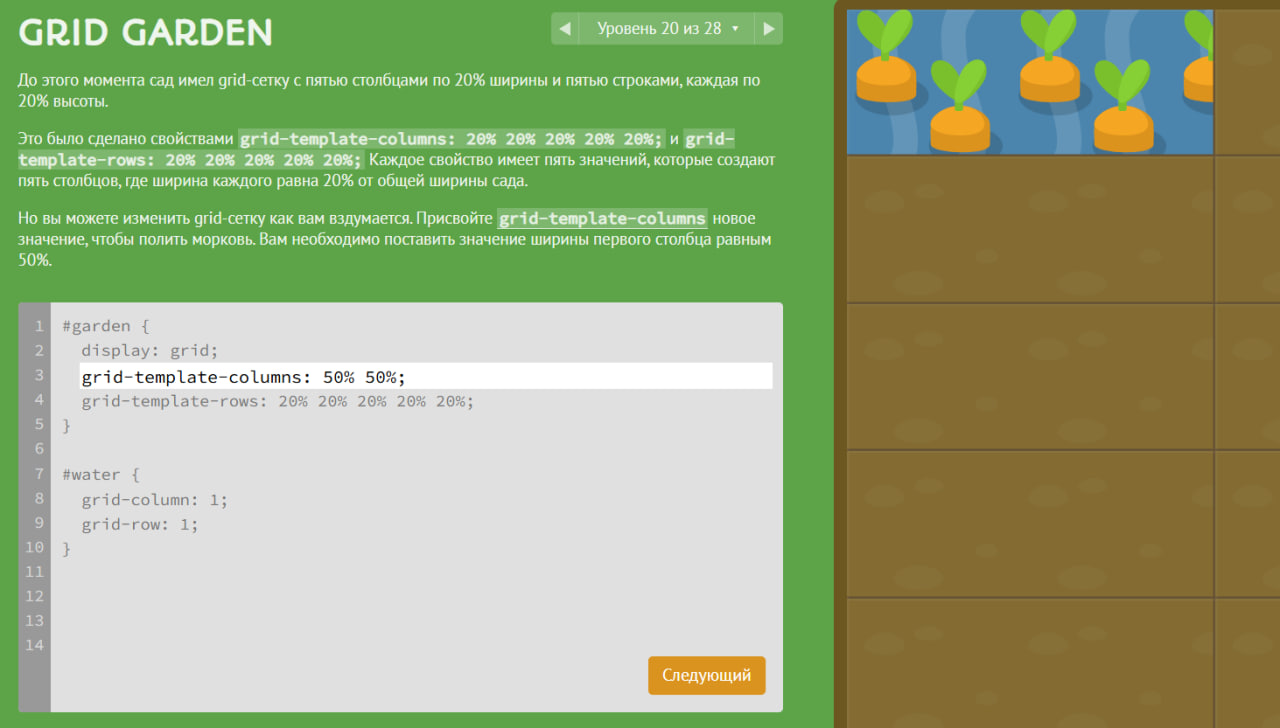 GRID GARDEN
◀ Уровень 20 из 28 ▼ ▶
До этого момента сад имел grid-сетку с пятью столбцами по 20% ширины и пятью строками, каждая по
20% высоты.
Это было сделано свойствами grid-template-columns: 20% 20% 20% 20% 20%; и grid-
template-rows: 20% 20% 20% 20% 20%; Каждое свойство имеет пять значений, которые создают
пять столбцов, где ширина каждого равна 20% от общей ширины сада.
Но вы можете изменить grid-сетку как вам вздумается. Присвойте grid-template-columns новое
значение, чтобы полить морковь. Вам необходимо поставить значение ширины первого столбца равным
50%.
1 #garden {
2 display: grid;
3 grid-template-columns: 50% 50%;
4 grid-template-rows: 20% 20% 20% 20% 20%;
5 }
6
7 #water {
8 grid-column: 1;
9 grid-row: 1;
10 }
11
12
13
14
Следующий